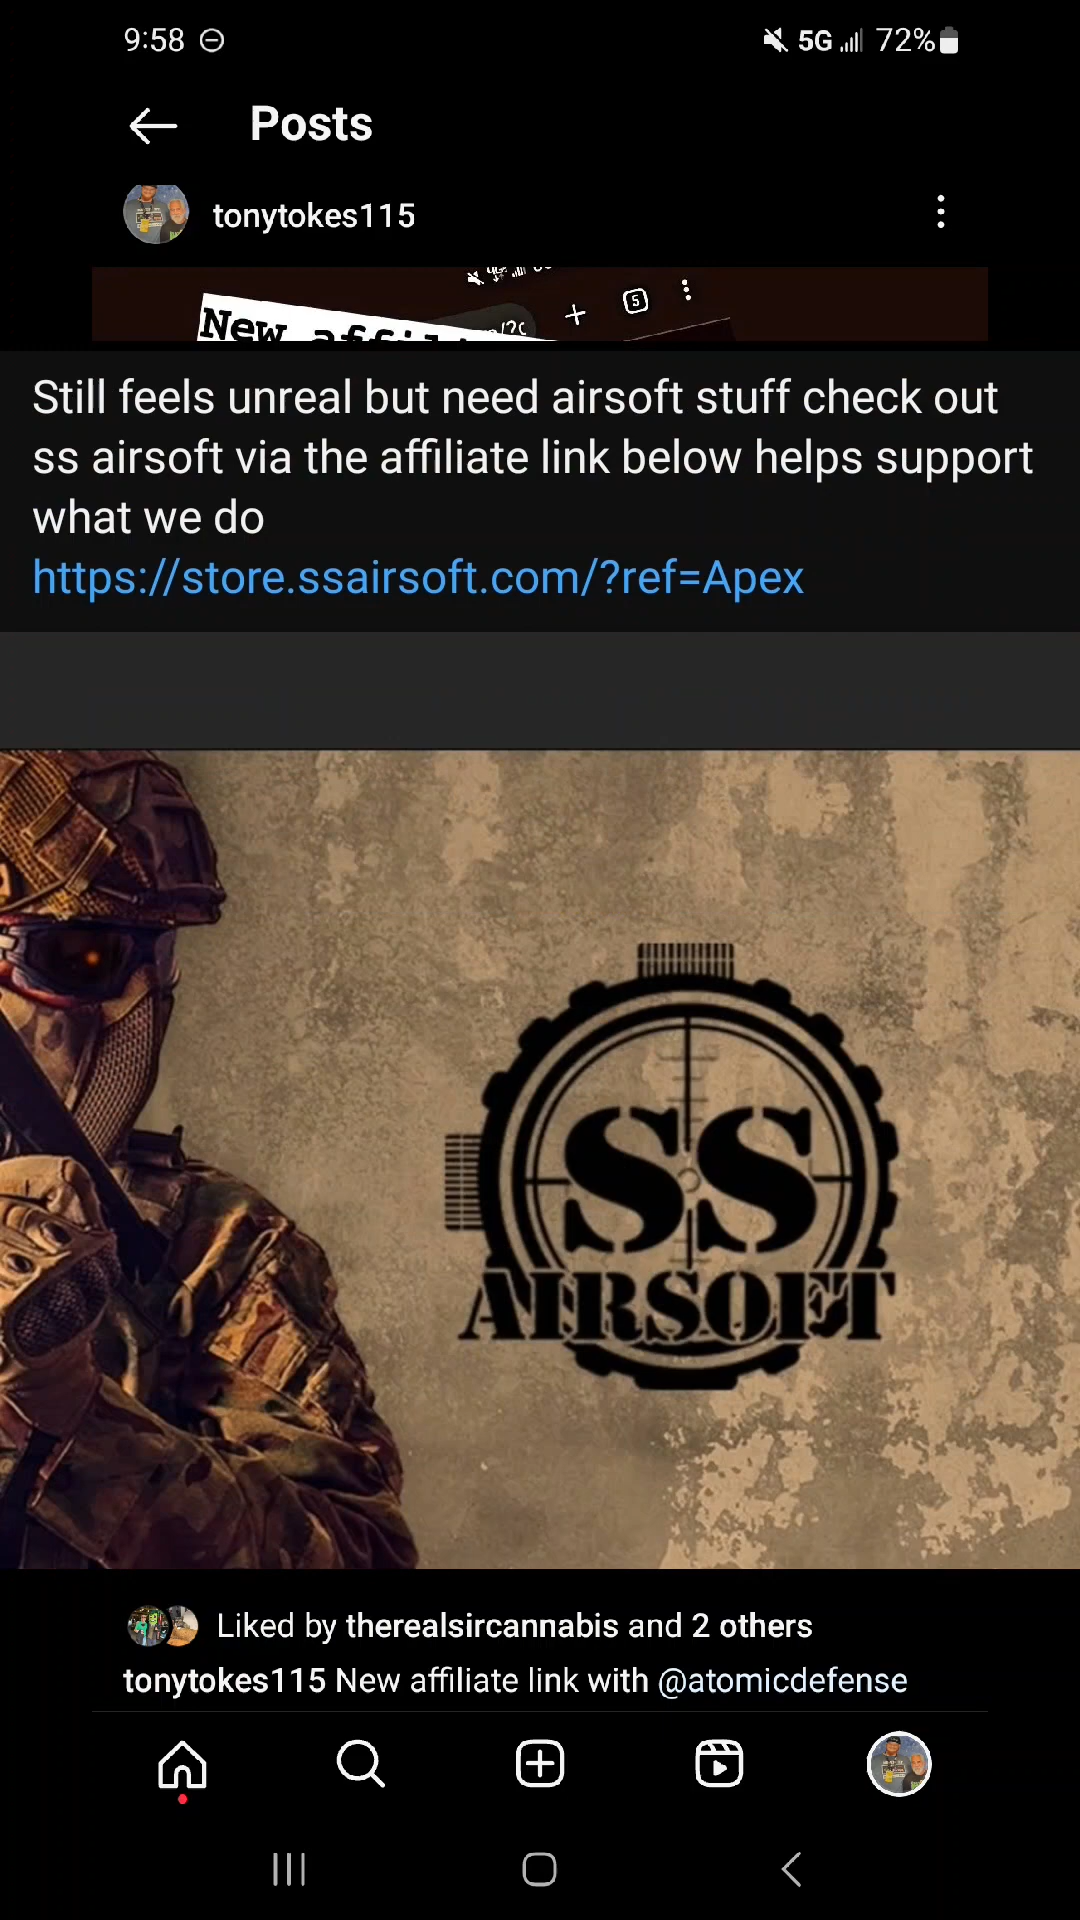 9:58 5G 72%
Posts
tonytokes115
5
New
Still feels unreal but need airsoft stuff check out
ss airsoft via the affiliate link below helps support
what we do
https://store.ssairsoft.com/?ref=Apex
SS
AIRSOFT
Liked by therealsircannabis and 2 others
tonytokes115 New affiliate link with @atomicdefense